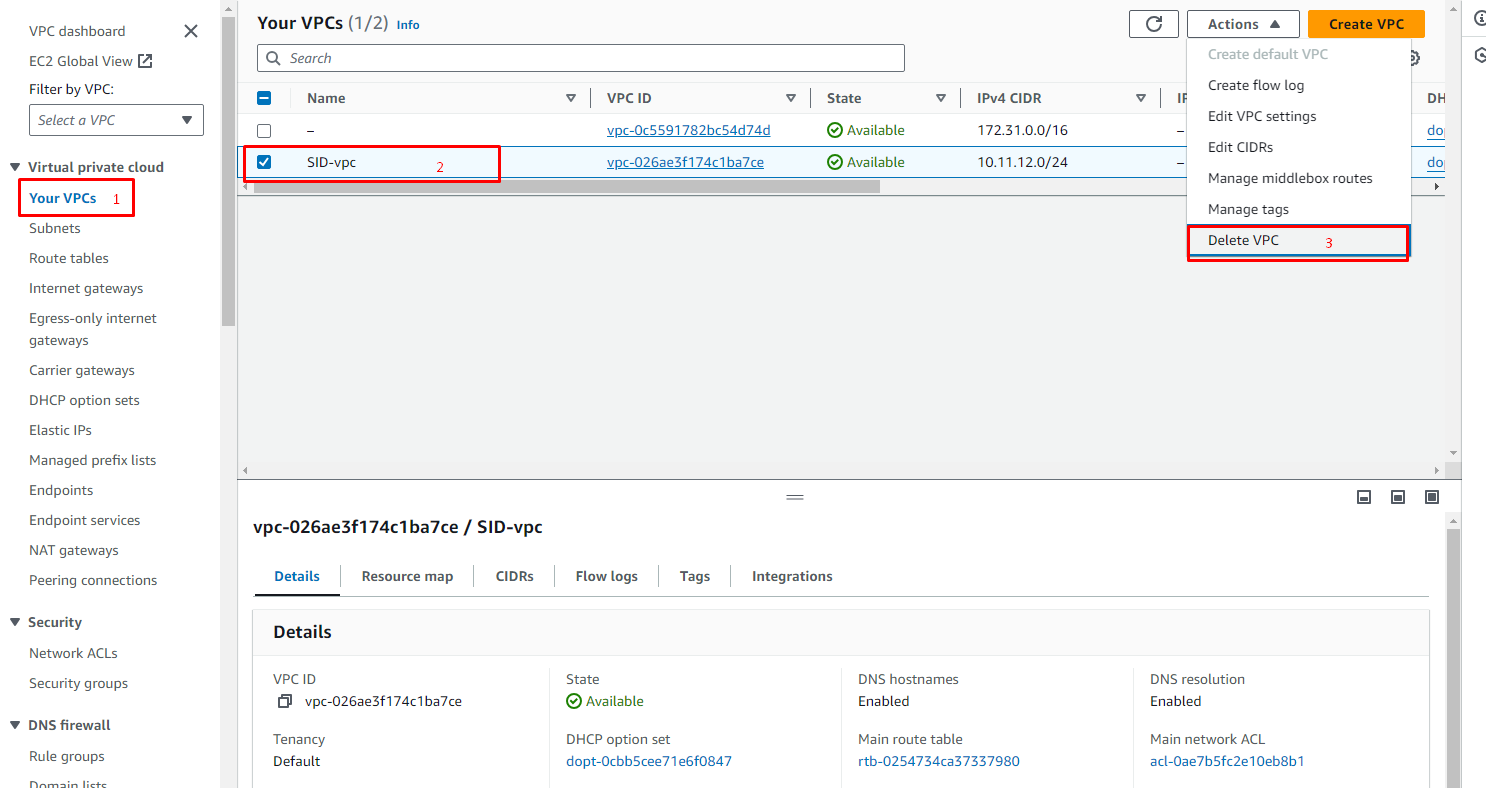 VPC dashboard
EC2 Global View
Filter by VPC:
Select a VPC
Virtual private cloud
Your VPCs 1
Subnets
Route tables
Internet gateways
Egress-only internet
gateways
Carrier gateways
DHCP option sets
Elastic IPs
Managed prefix lists
Endpoints
Endpoint services
NAT gateways
Peering connections
Security
Network ACLs
Security groups
DNS firewall
Rule groups
Domain lists
Your VPCs (1/2) Info
Actions
Create VPC
Search
Create default VPC
Create flow log
Edit VPC settings
Edit CIDRs
Manage middlebox routes
Manage tags
Delete VPC 3
Name VPC ID State IPv4 CIDR
– vpc-0c5591782bc54d74d Available 172.31.0.0/16 –
SID-vpc 2 vpc-026ae3f174c1ba7ce Available 10.11.12.0/24 –
vpc-026ae3f174c1ba7ce / SID-vpc
Details Resource map CIDRs Flow logs Tags Integrations
Details
VPC ID State DNS hostnames DNS resolution
vpc-026ae3f174c1ba7ce Available Enabled Enabled
Tenancy DHCP option set Main route table Main network ACL
Default dopt-0cbb5cee71e6f0847 rtb-0254734ca37337980 acl-0ae7b5fc2e10eb8b1